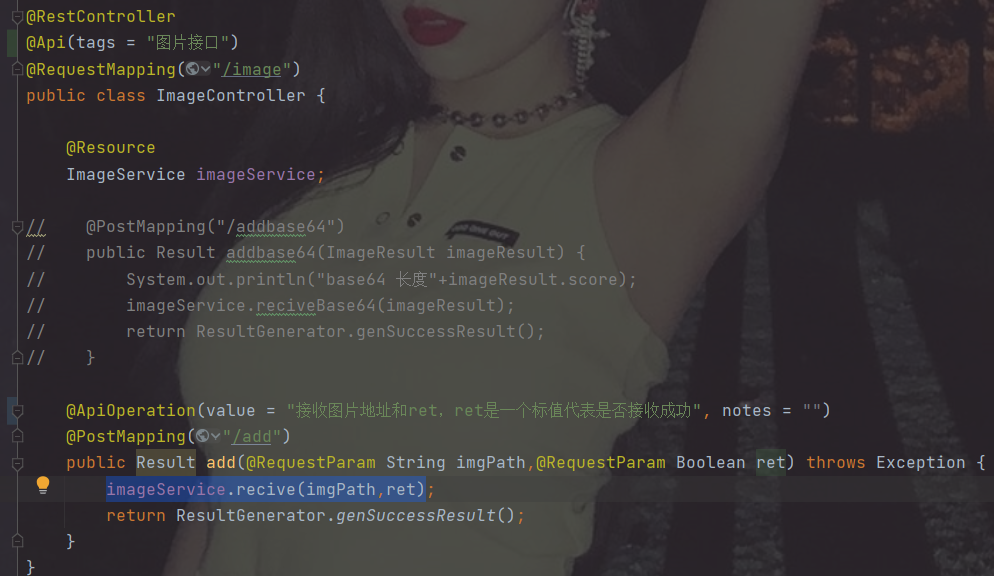 @RestController
@Api(tags = "图片接口")
@RequestMapping("/image")
public class ImageController {
@Resource
ImageService imageService;
// @PostMapping("/addbase64")
// public Result addbase64(ImageResult imageResult) {
// System.out.println("base64 长度"+imageResult.score);
// imageService.reciveBase64(imageResult);
// return ResultGenerator.genSuccessResult();
// }
@ApiOperation(value = "接收图片地址和ret，ret是一个标值代表是否接收成功", notes = "")
@PostMapping("/add")
public Result add(@RequestParam String imgPath,@RequestParam Boolean ret) throws Exception {
imageService.recive(imgPath,ret);
return ResultGenerator.genSuccessResult();
}
}